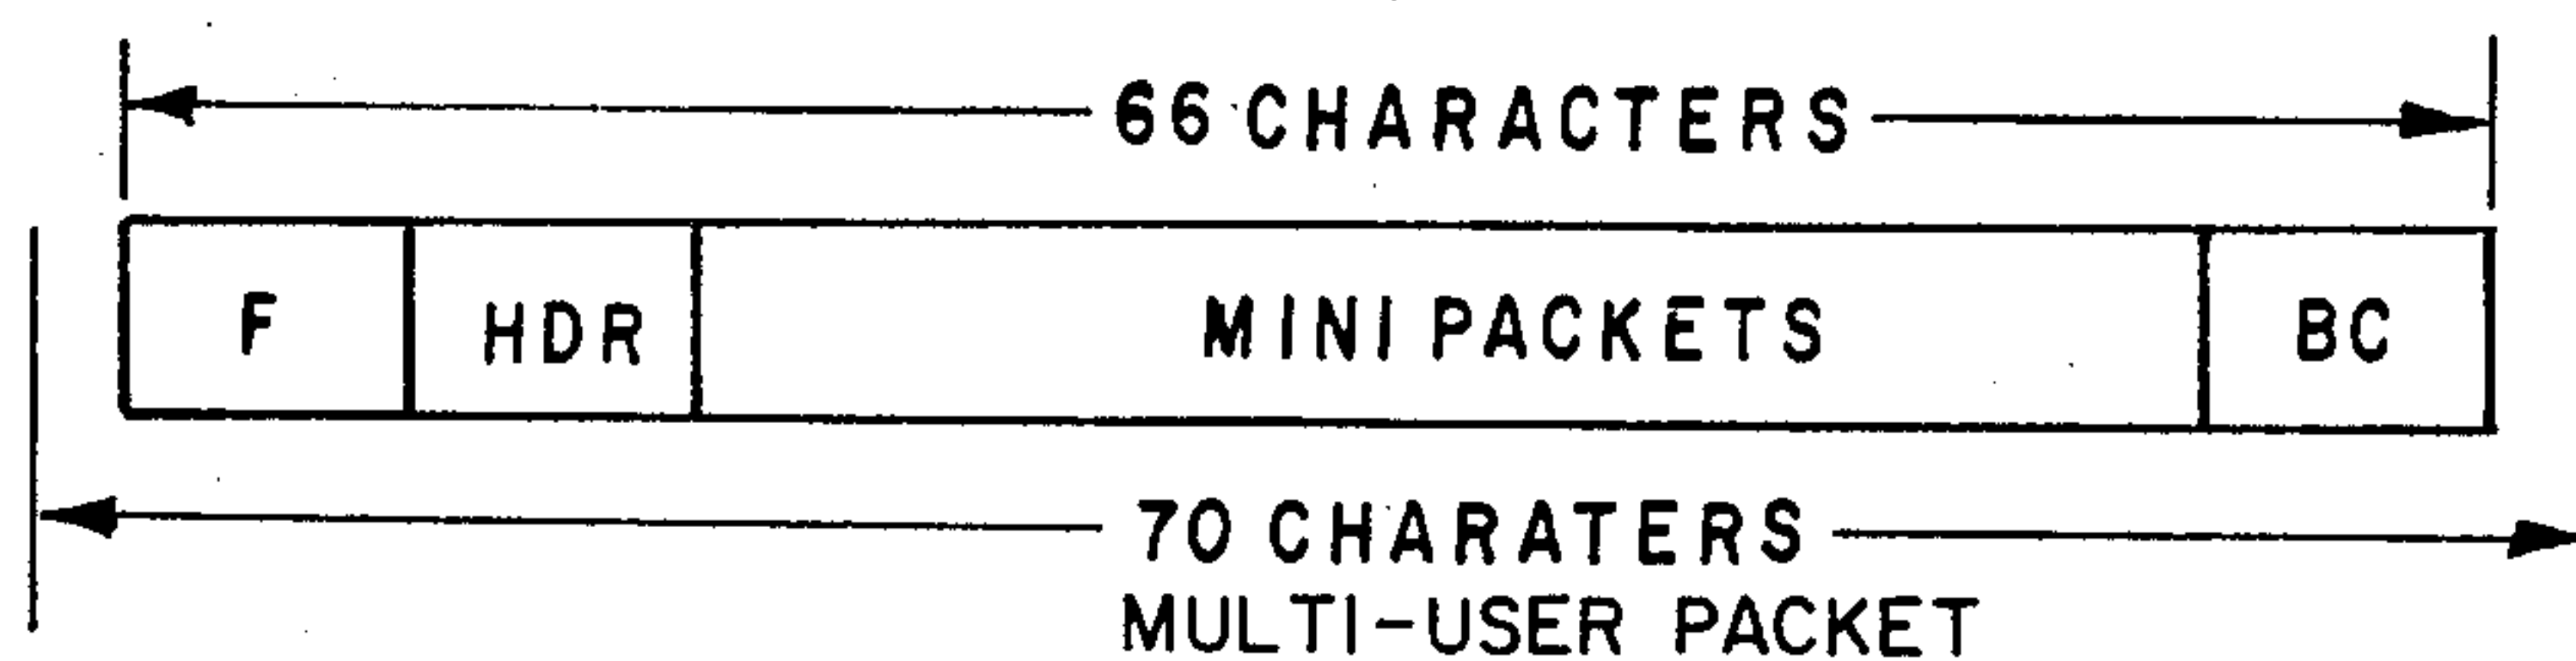 66 CHARACTERS
F HDR MINI PACKETS BC
70 CHARATERS
MULTI-USER PACKET